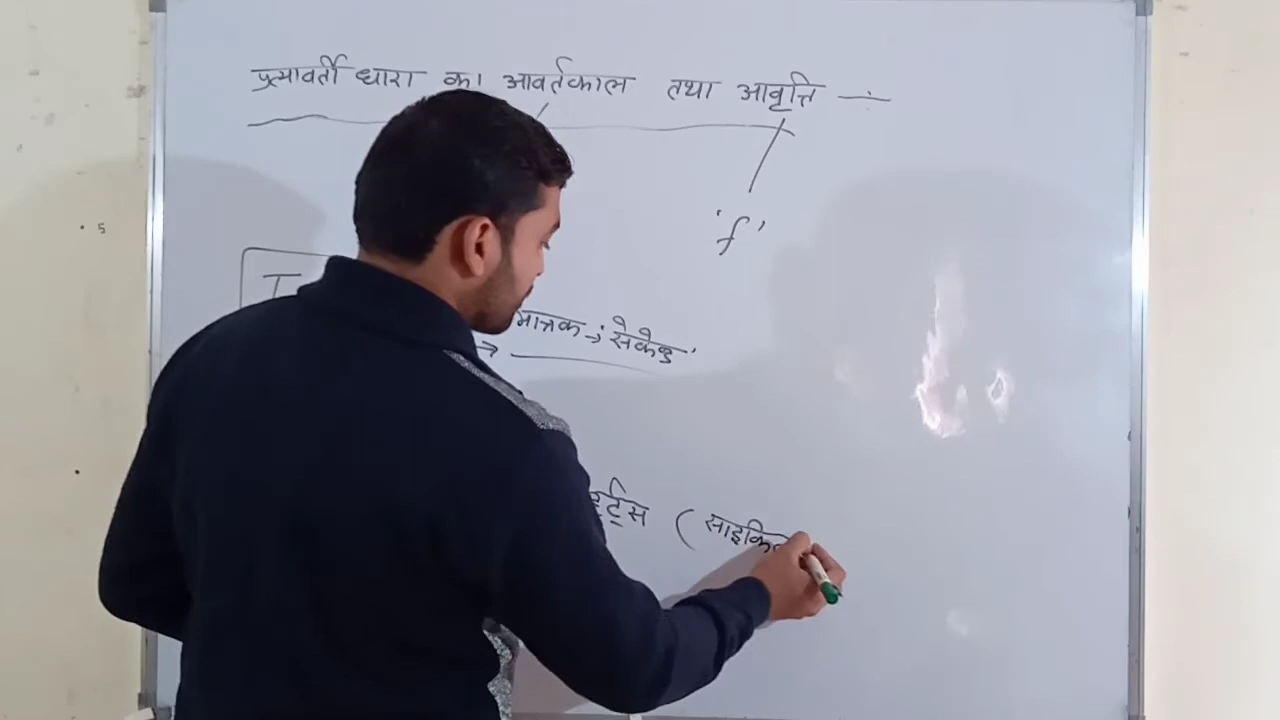 प्रत्यावर्ती धारा का आवर्तकाल तथा आवृत्ति
'f'
T
मात्रक → सेकेण्ड
हर्ट्स (साइकि